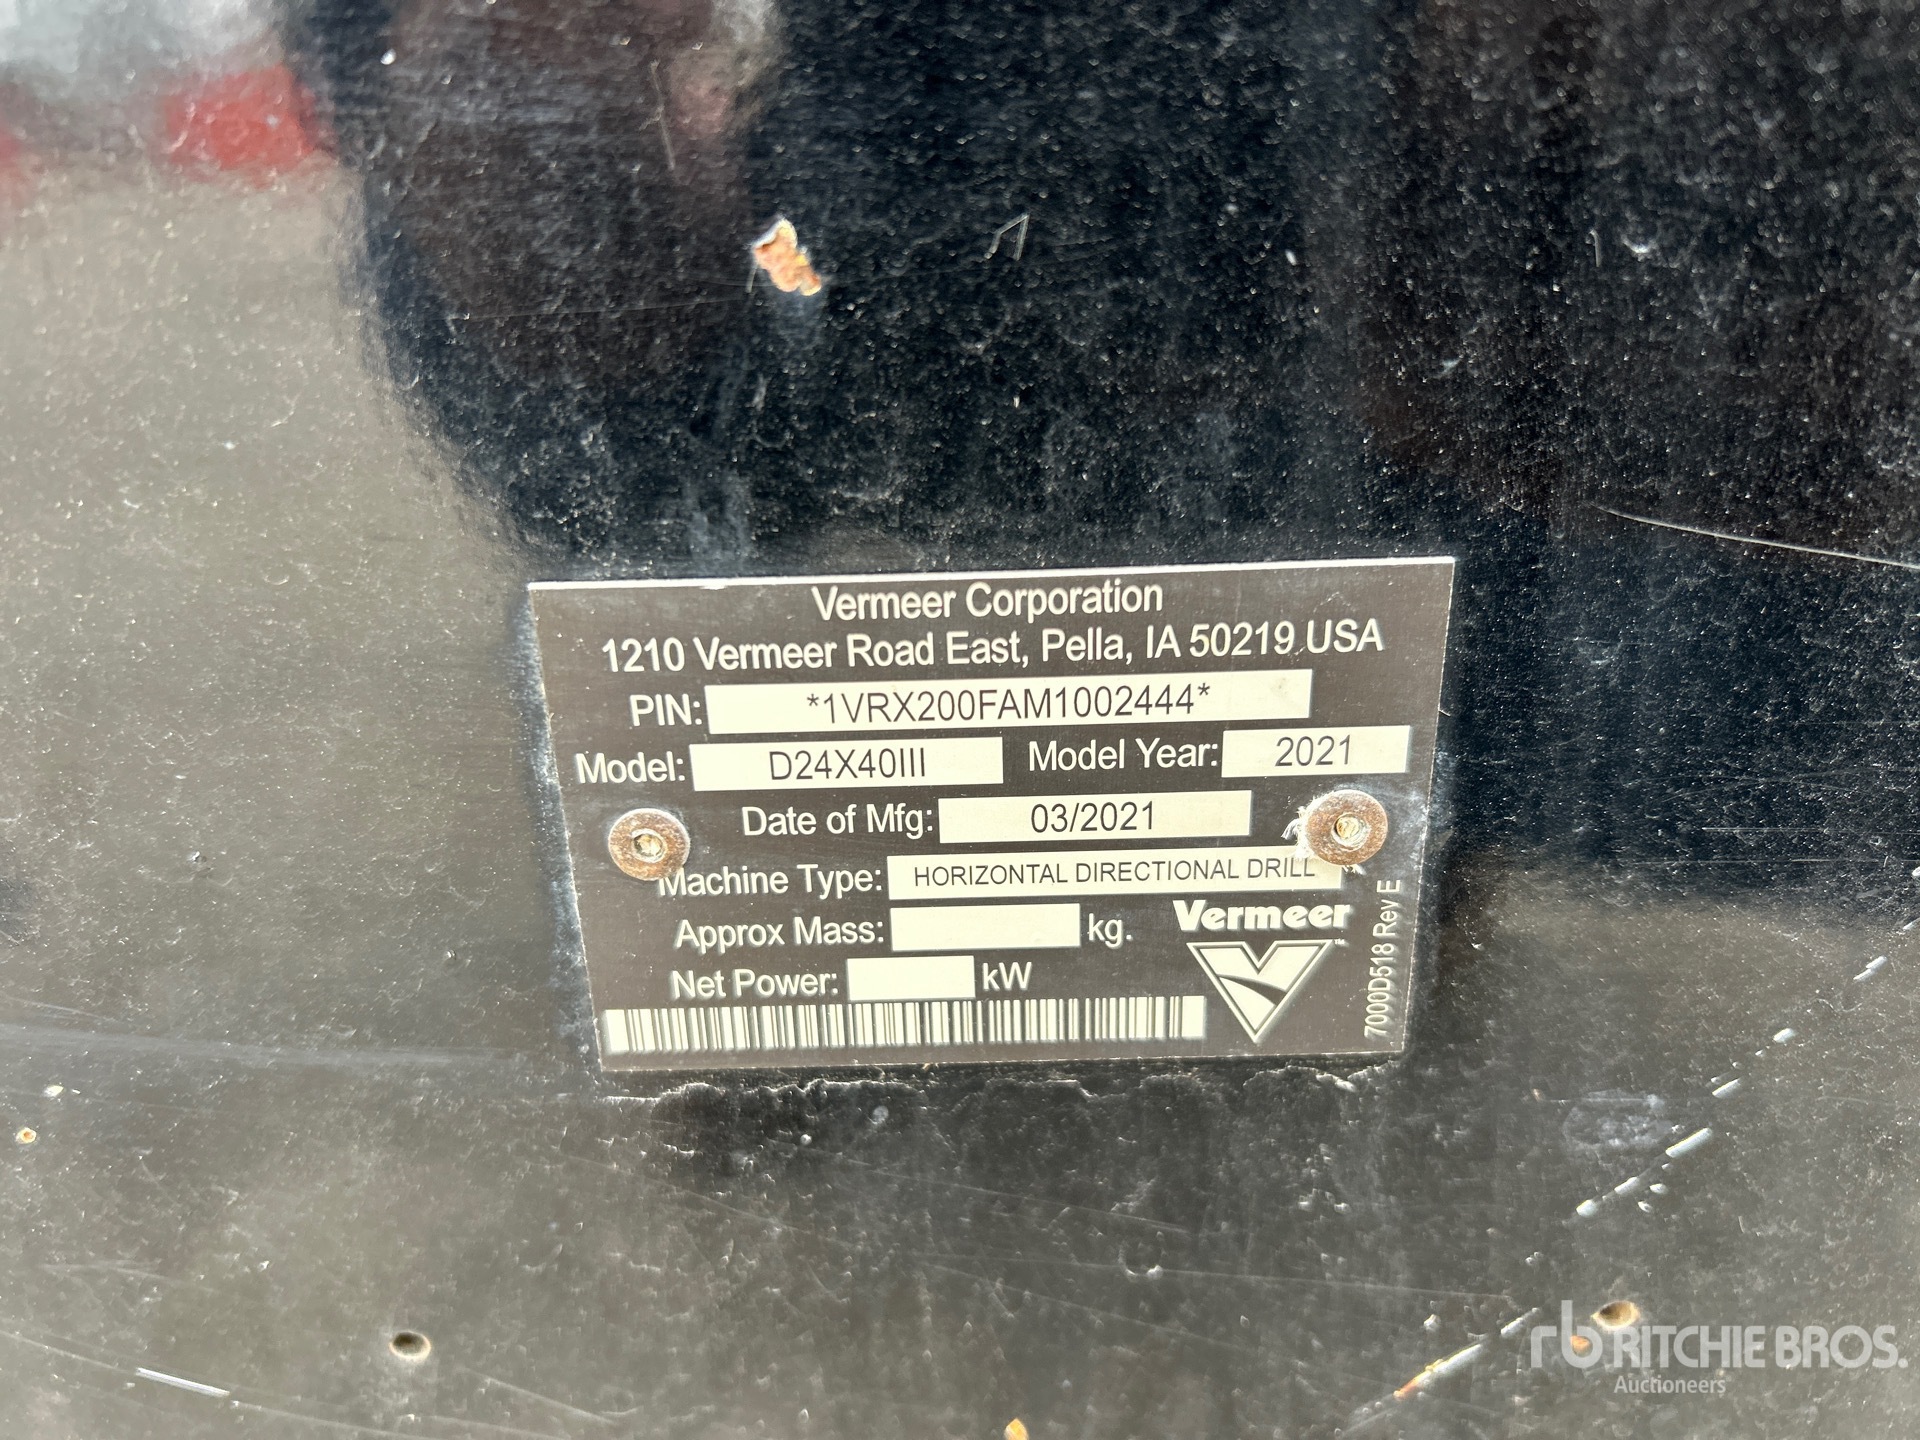 Vermeer Corporation
1210 Vermeer Road East, Pella, IA 50219 USA
PIN: *1VRX200FAM1002444*
Model: D24X40III Model Year: 2021
Date of Mfg: 03/2021
Machine Type: HORIZONTAL DIRECTIONAL DRILL
Approx Mass: kg.
Net Power: kW
Vermeer
7000D518 Rev E
rb RITCHIE BROS.
Auctioneers